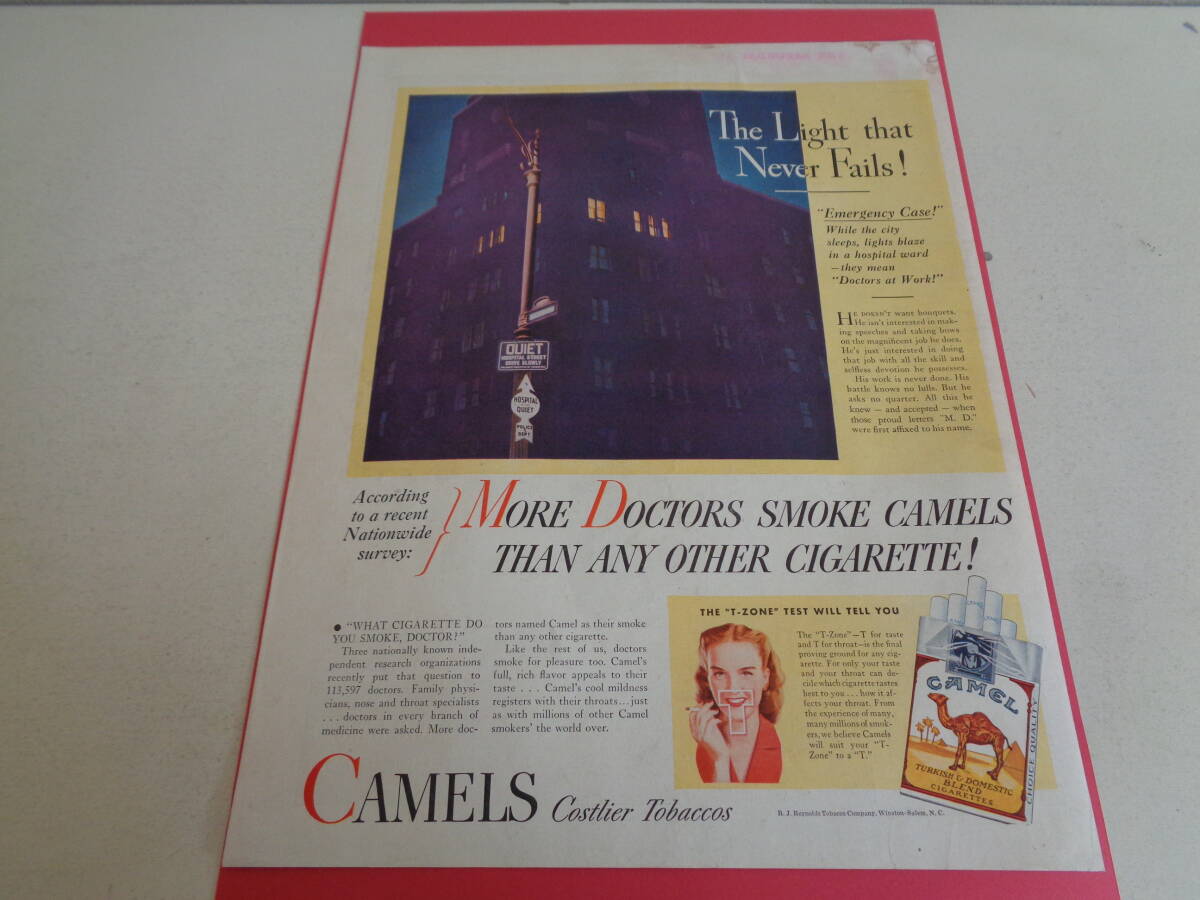 The Light that
Never Fails!
"Emergency Case!"
While the city
sleeps, lights blaze
in a hospital ward
—they mean
"Doctors at Work!"
HE DOESN'T want bouquets.
He isn't interested in mak-
ing speeches and taking bows
on the magnificent job he does.
He's just interested in doing
that job with all the skill and
selfless devotion he possesses.
His work is never done. His
battle knows no lulls. But he
asks no quarter. All this he
knew — and accepted — when
those proud letters "M. D."
were first affixed to his name.
QUIET
HOSPITAL STREET
DRIVE SLOWLY
HOSPITAL
QUIET
POLICE
DEPT
According
to a recent
Nationwide
survey:
MORE DOCTORS SMOKE CAMELS
THAN ANY OTHER CIGARETTE!
● "WHAT CIGARETTE DO
YOU SMOKE, DOCTOR?"
Three nationally known inde-
pendent research organizations
recently put that question to
113,597 doctors. Family physi-
cians, nose and throat specialists
. . . doctors in every branch of
medicine were asked. More doc-
tors named Camel as their smoke
than any other cigarette.
Like the rest of us, doctors
smoke for pleasure too. Camel's
full, rich flavor appeals to their
taste . . . Camel's cool mildness
registers with their throats...just
as with millions of other Camel
smokers' the world over.
THE "T-ZONE" TEST WILL TELL YOU
The "T-Zone"—T for taste
and T for throat—is the final
proving ground for any cig-
arette. For only your taste
and your throat can de-
cide which cigarette tastes
best to you . . . how it af-
fects your throat. From
the experience of many,
many millions of smok-
ers, we believe Camels
will suit your "T-
Zone" to a "T."
CAMEL
TURKISH & DOMESTIC
BLEND
CIGARETTES
CHOICE QUALITY
CAMELS Costlier Tobaccos
R. J. Reynolds Tobacco Company, Winston-Salem, N. C.